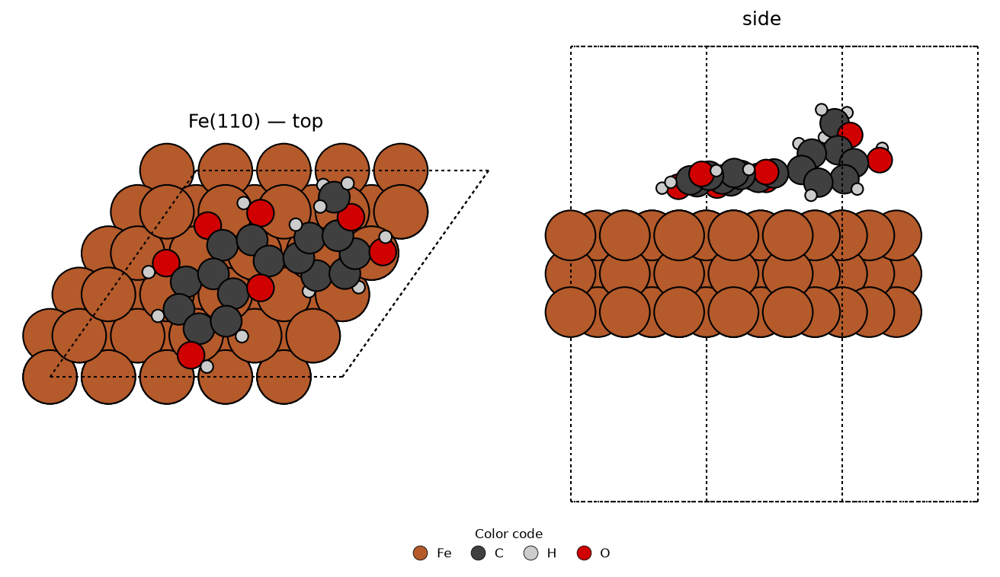 Fe(110) — top
side
Color code
Fe C H O